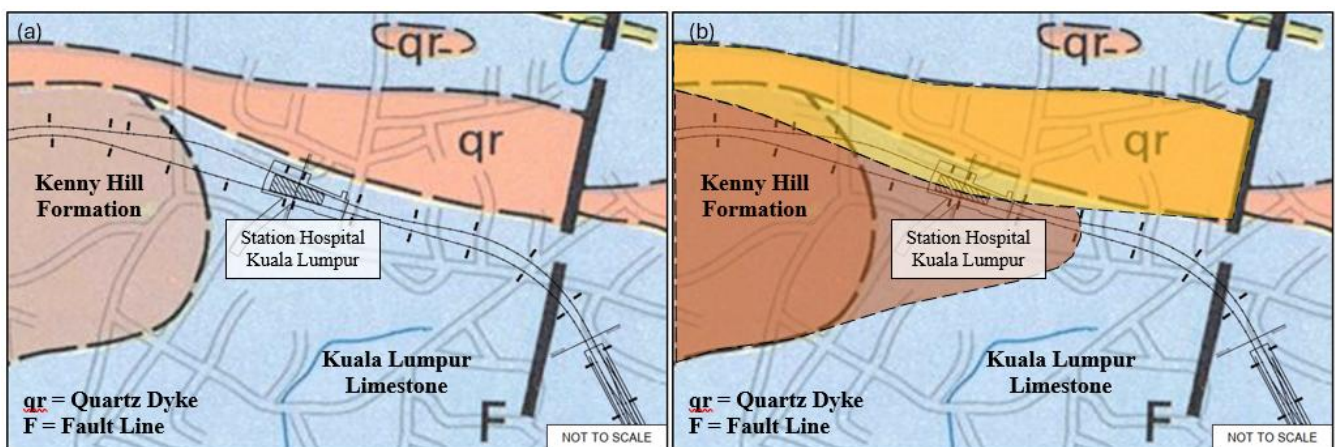 (a)
qr
qr
Kenny Hill
Formation
Station Hospital
Kuala Lumpur
Kuala Lumpur
Limestone
qr = Quartz Dyke
F = Fault Line
F
NOT TO SCALE
(b)
qr
qr
Kenny Hill
Formation
Station Hospital
Kuala Lumpur
Kuala Lumpur
Limestone
qr = Quartz Dyke
F = Fault Line
F
NOT TO SCALE